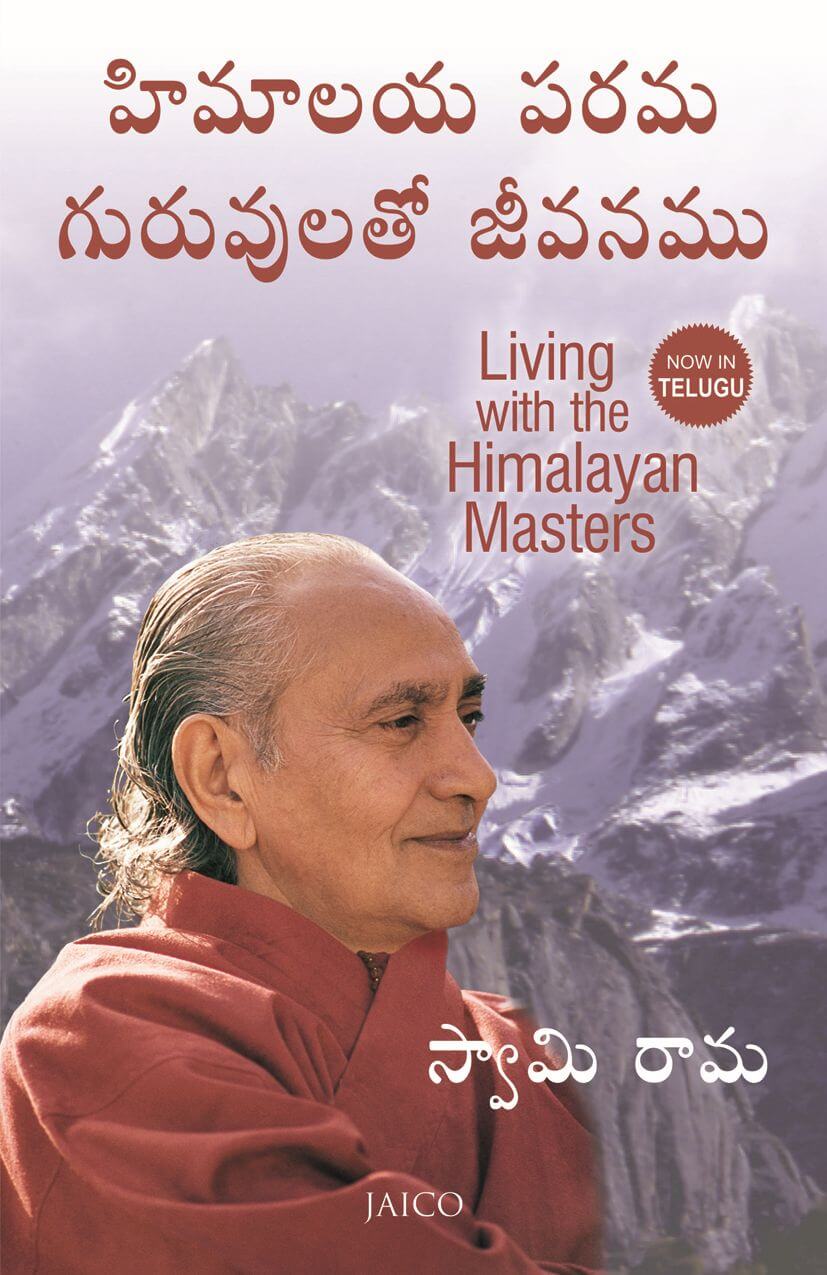 హిమాలయ పరమ
గురువులతో జీవనము
Living
with the
Himalayan
Masters
NOW IN
TELUGU
స్వామి రామ
JAICO